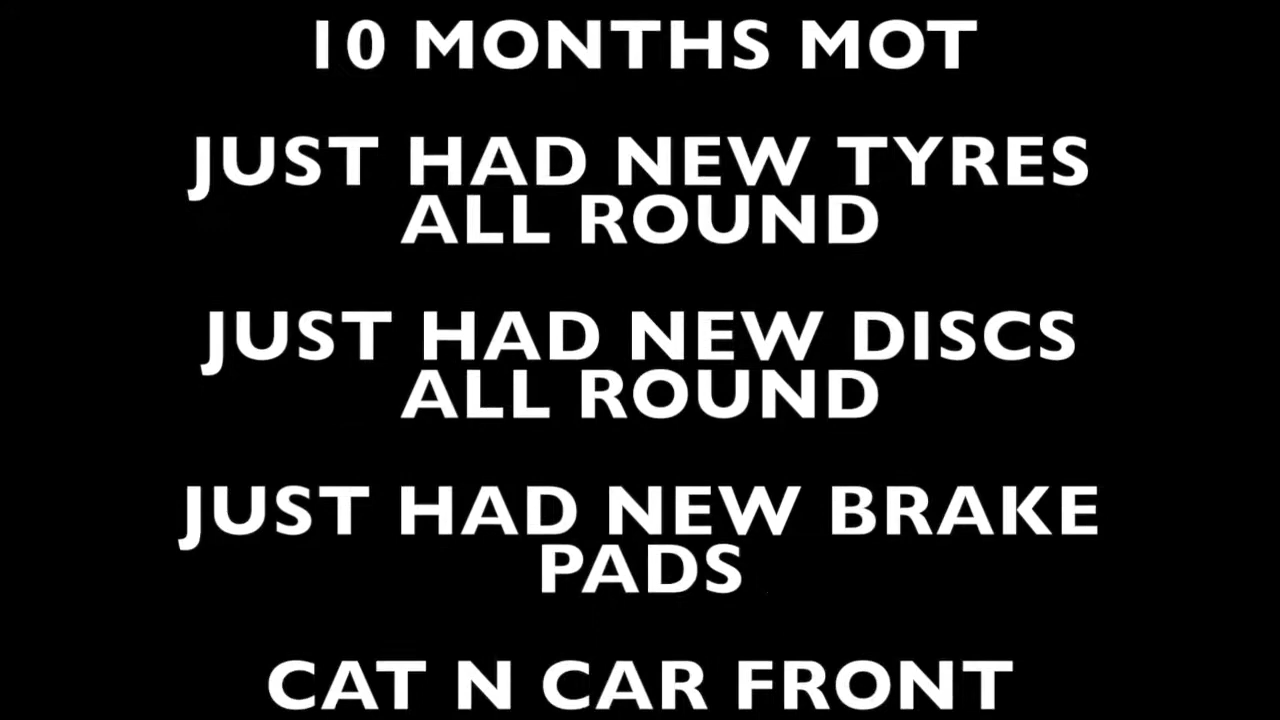 10 MONTHS MOT
JUST HAD NEW TYRES
ALL ROUND
JUST HAD NEW DISCS
ALL ROUND
JUST HAD NEW BRAKE
PADS
CAT N CAR FRONT